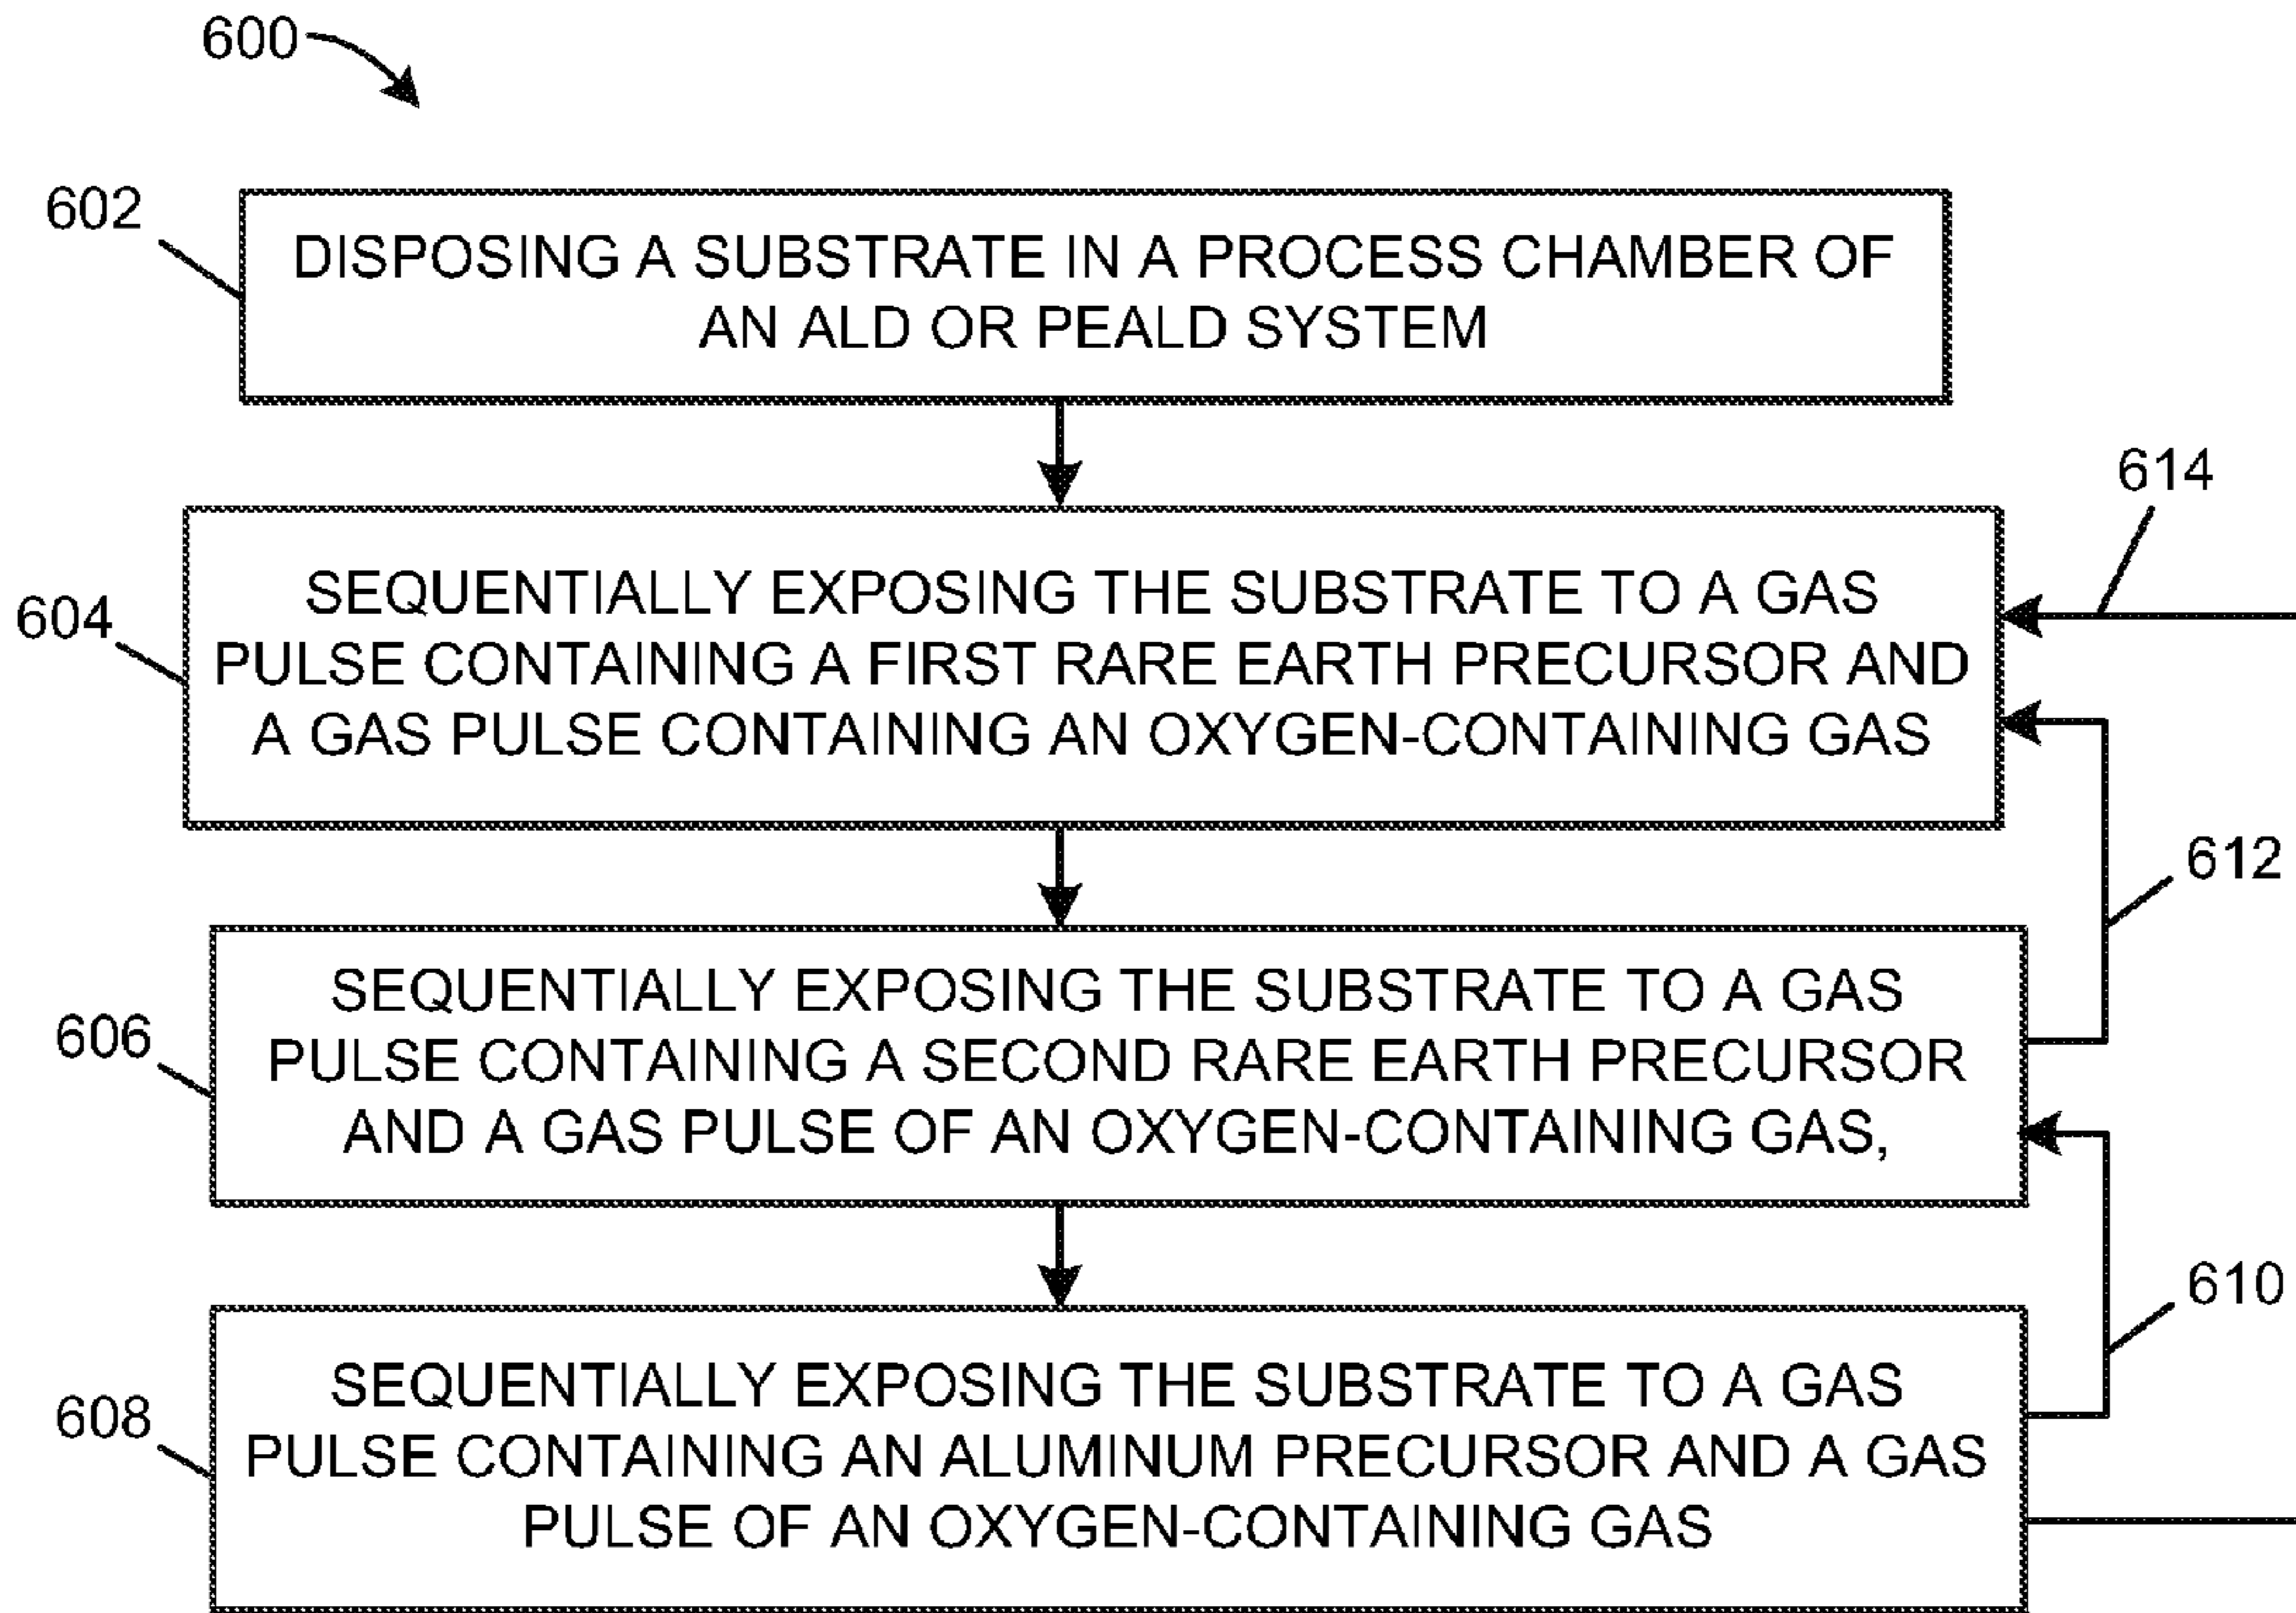 600
602
DISPOSING A SUBSTRATE IN A PROCESS CHAMBER OF
AN ALD OR PEALD SYSTEM
614
604
SEQUENTIALLY EXPOSING THE SUBSTRATE TO A GAS
PULSE CONTAINING A FIRST RARE EARTH PRECURSOR AND
A GAS PULSE CONTAINING AN OXYGEN-CONTAINING GAS
612
606
SEQUENTIALLY EXPOSING THE SUBSTRATE TO A GAS
PULSE CONTAINING A SECOND RARE EARTH PRECURSOR
AND A GAS PULSE OF AN OXYGEN-CONTAINING GAS,
610
608
SEQUENTIALLY EXPOSING THE SUBSTRATE TO A GAS
PULSE CONTAINING AN ALUMINUM PRECURSOR AND A GAS
PULSE OF AN OXYGEN-CONTAINING GAS